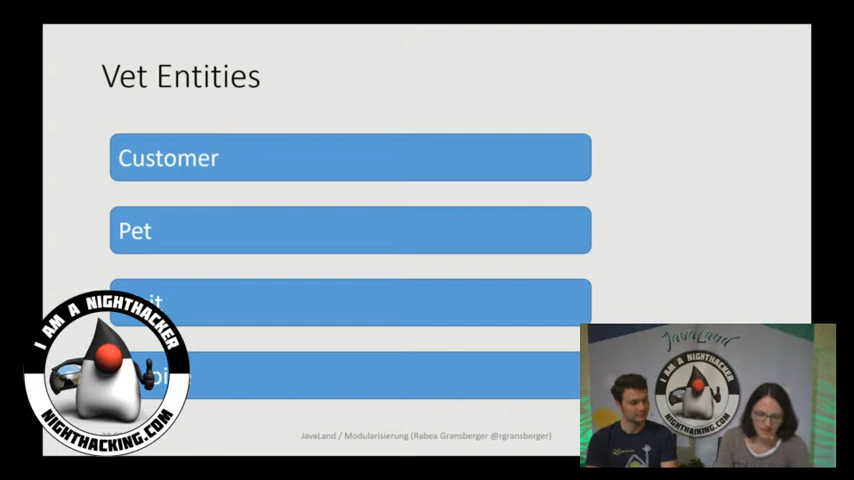 Vet Entities
Customer
Pet
I AM A NIGHTHACKER
NIGHTHACKING.COM
JavaLand / Modularisierung (Rabea Gransberger @rgransberger)
JavaLand
I AM A NIGHTHACKER
NIGHTHACKING.COM